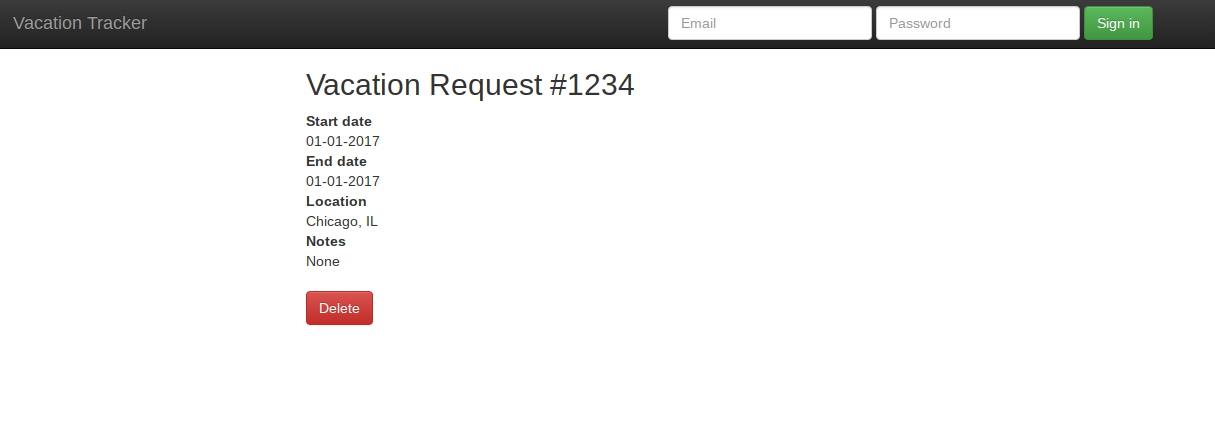 Vacation Tracker
Email
Password
Sign in
Vacation Request #1234
Start date
01-01-2017
End date
01-01-2017
Location
Chicago, IL
Notes
None
Delete